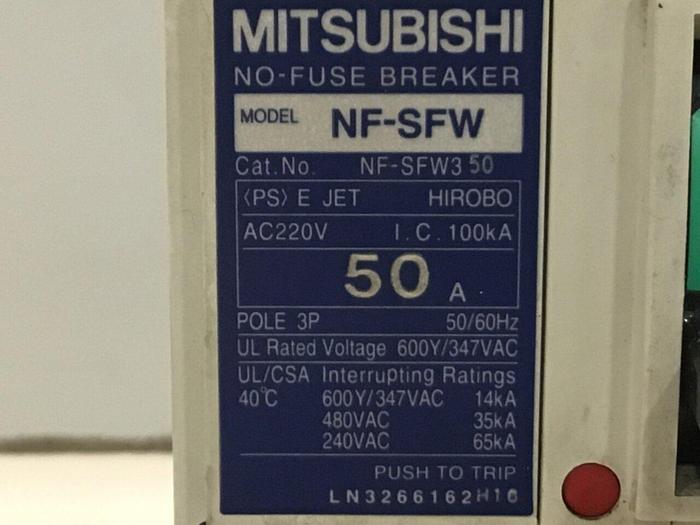 MITSUBISHI
NO-FUSE BREAKER
MODEL NF-SFW
Cat.No. NF-SFW3 50
〈PS〉E JET HIROBO
AC220V I.C.100kA
50 A
POLE 3P 50/60Hz
UL Rated Voltage 600Y/347VAC
UL/CSA Interrupting Ratings
40℃ 600Y/347VAC 14kA
480VAC 35kA
240VAC 65kA
PUSH TO TRIP
LN3266162H16